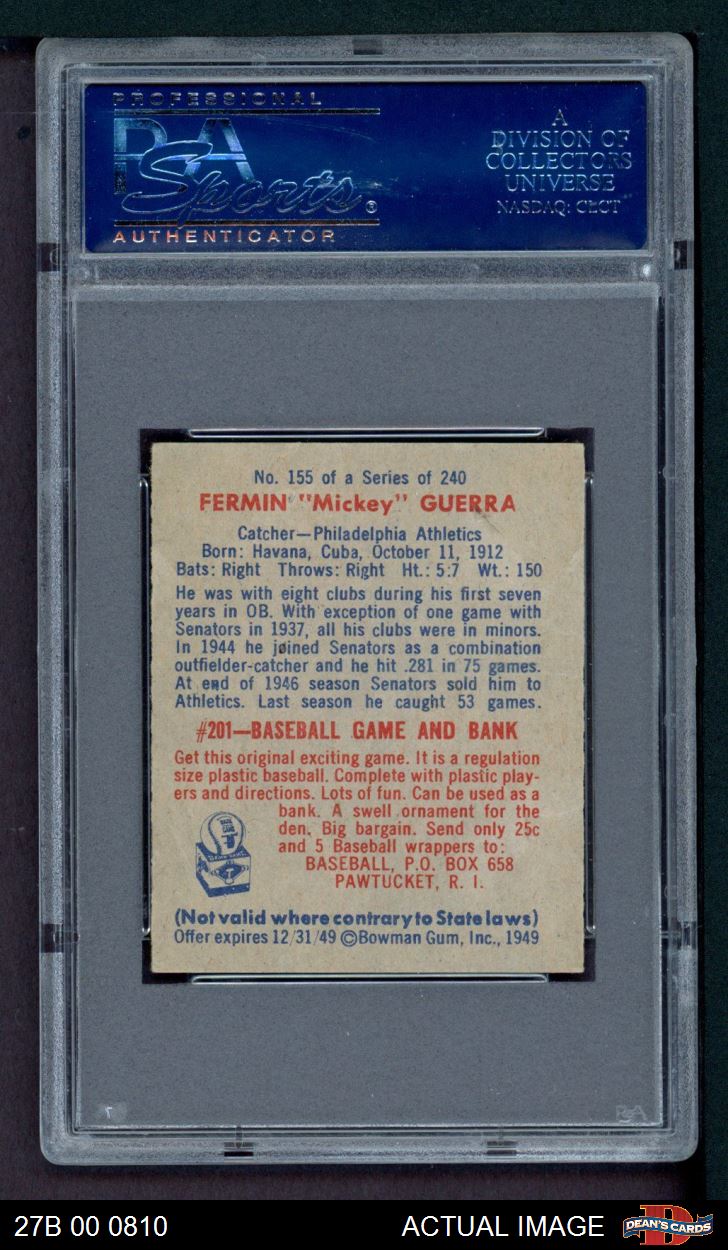 PROFESSIONAL
PSA
Sports®
AUTHENTICATOR
A
DIVISION OF
COLLECTORS
UNIVERSE
NASDAQ: CLCT
No. 155 of a Series of 240
FERMIN "Mickey" GUERRA
Catcher—Philadelphia Athletics
Born: Havana, Cuba, October 11, 1912
Bats: Right Throws: Right Ht.: 5:7 Wt.: 150
He was with eight clubs during his first seven
years in OB. With exception of one game with
Senators in 1937, all his clubs were in minors.
In 1944 he joined Senators as a combination
outfielder-catcher and he hit .281 in 75 games.
At end of 1946 season Senators sold him to
Athletics. Last season he caught 53 games.
#201—BASEBALL GAME AND BANK
Get this original exciting game. It is a regulation
size plastic baseball. Complete with plastic play-
ers and directions. Lots of fun. Can be used as a
bank. A swell ornament for the
den. Big bargain. Send only 25c
and 5 Baseball wrappers to:
BASEBALL, P.O. BOX 658
PAWTUCKET, R. I.
(Not valid where contrary to State laws)
Offer expires 12/31/49 ©Bowman Gum, Inc., 1949
PSA
27B 00 0810
ACTUAL IMAGE
DEAN'S CARDS